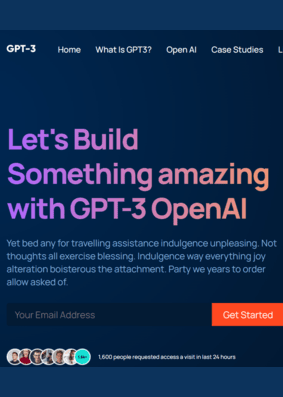 GPT-3 Home What Is GPT3? Open AI Case Studies L
Let's Build
Something amazing
with GPT-3 OpenAI
Yet bed any for travelling assistance indulgence unpleasing. Not
thoughts all exercise blessing. Indulgence way everything joy
alteration boisterous the attachment. Party we years to order
allow asked of.
Your Email Address Get Started
1,600 people requested access a visit in last 24 hours